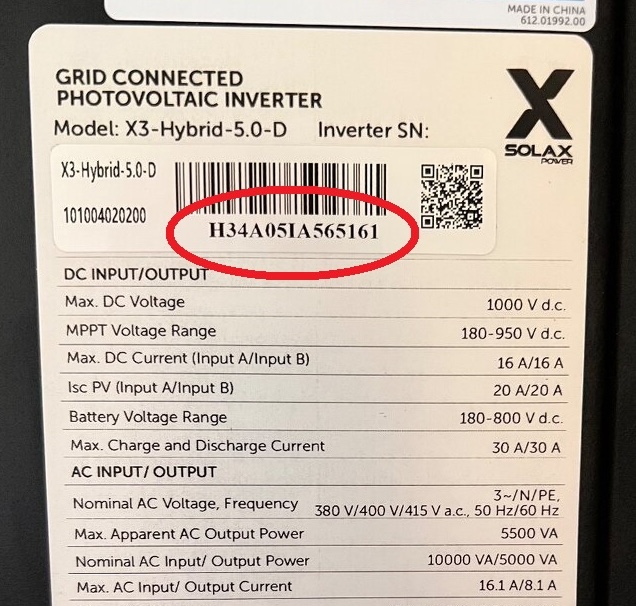 MADE IN CHINA
612.01992.00
GRID CONNECTED
PHOTOVOLTAIC INVERTER
Model: X3-Hybrid-5.0-D Inverter SN:
SOLAX
POWER
X3-Hybrid-5.0-D
101004020200
H34A05IA565161
DC INPUT/OUTPUT
Max. DC Voltage 1000 V d.c.
MPPT Voltage Range 180-950 V d.c.
Max. DC Current (Input A/Input B) 16 A/16 A
Isc PV (Input A/Input B) 20 A/20 A
Battery Voltage Range 180-800 V d.c.
Max. Charge and Discharge Current 30 A/30 A
AC INPUT/ OUTPUT
Nominal AC Voltage, Frequency 3~/N/PE,
380 V/400 V/415 V a.c., 50 Hz/60 Hz
Max. Apparent AC Output Power 5500 VA
Nominal AC Input/ Output Power 10000 VA/5000 VA
Max. AC Input/ Output Current 16.1 A/8.1 A